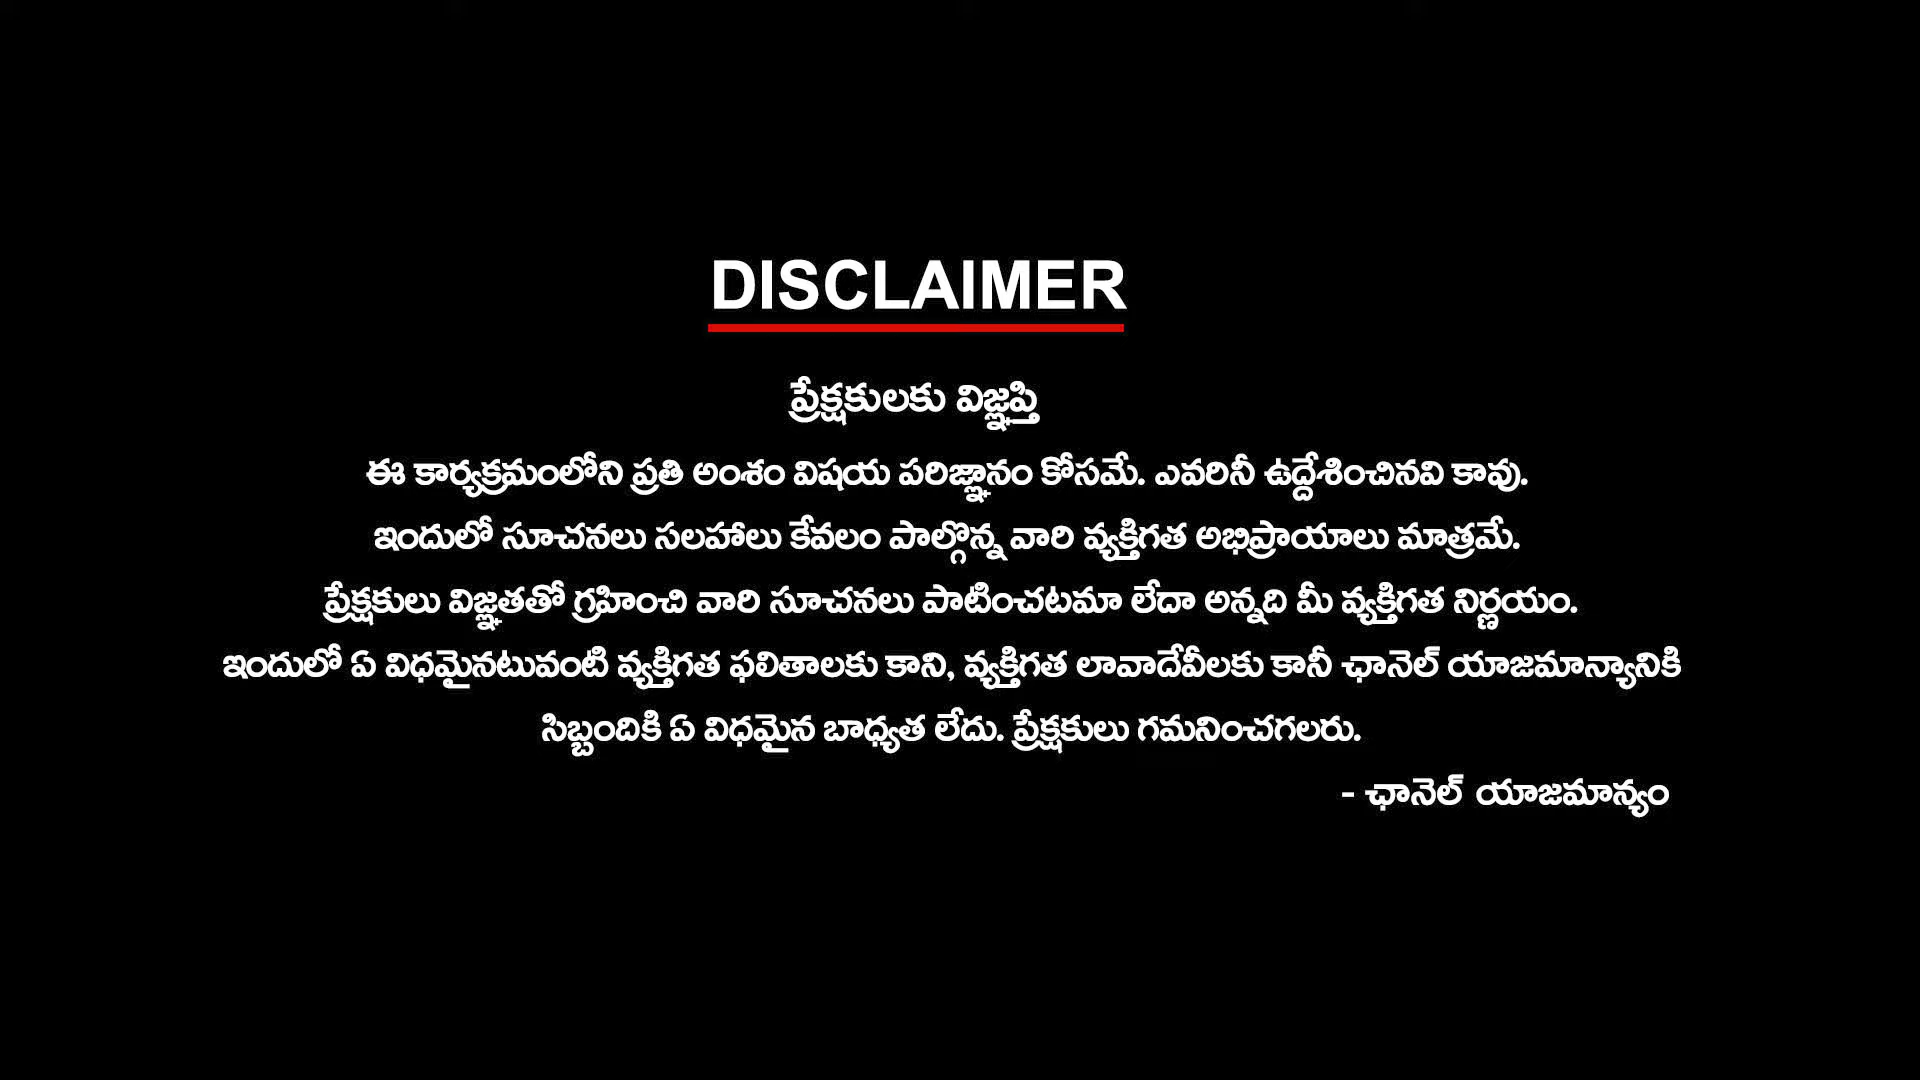 DISCLAIMER
ప్రేక్షకులకు విజ్ఞప్తి
ఈ కార్యక్రమంలోని ప్రతి అంశం విషయ పరిజ్ఞానం కోసమే. ఎవరినీ ఉద్దేశించినవి కావు.
ఇందులో సూచనలు సలహాలు కేవలం పాల్గొన్న వారి వ్యక్తిగత అభిప్రాయాలు మాత్రమే.
ప్రేక్షకులు విజ్ఞతతో గ్రహించి వారి సూచనలు పాటించటమా లేదా అన్నది మీ వ్యక్తిగత నిర్ణయం.
ఇందులో ఏ విధమైనటువంటి వ్యక్తిగత ఫలితాలకు కాని, వ్యక్తిగత లావాదేవీలకు కానీ ఛానెల్ యాజమాన్యానికి
సిబ్బందికి ఏ విధమైన బాధ్యత లేదు. ప్రేక్షకులు గమనించగలరు.
- ఛానెల్ యాజమాన్యం